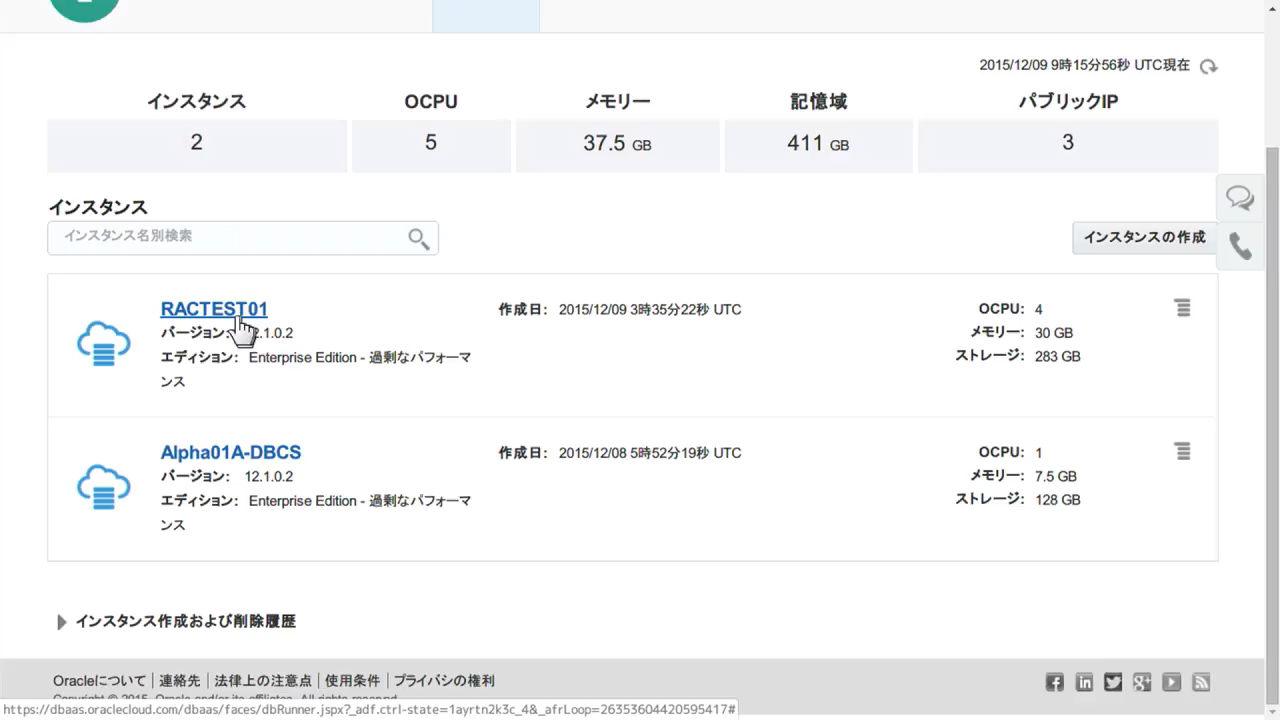 2015/12/09 9時15分56秒 UTC現在
インスタンス OCPU メモリー 記憶域 パブリックIP
2 5 37.5 GB 411 GB 3
インスタンス
インスタンス名別検索
インスタンスの作成
RACTEST01 作成日: 2015/12/09 3時35分22秒 UTC OCPU: 4
バージョン: 2.1.0.2 メモリー: 30 GB
エディション: Enterprise Edition - 過剰なパフォーマ ストレージ: 283 GB
ンス
Alpha01A-DBCS 作成日: 2015/12/08 5時52分19秒 UTC OCPU: 1
バージョン: 12.1.0.2 メモリー: 7.5 GB
エディション: Enterprise Edition - 過剰なパフォーマ ストレージ: 128 GB
ンス
インスタンス作成および削除履歴
Oracleについて | 連絡先 | 法律上の注意点 | 使用条件 | プライバシの権利
Copyright © 2015, Oracle and/or its affiliates. All rights reserved.
https://dbaas.oraclecloud.com/dbaas/faces/dbRunner.jspx?_adf.ctrl-state=1ayrtn2k3c_4&_afrLoop=26353604420595417#